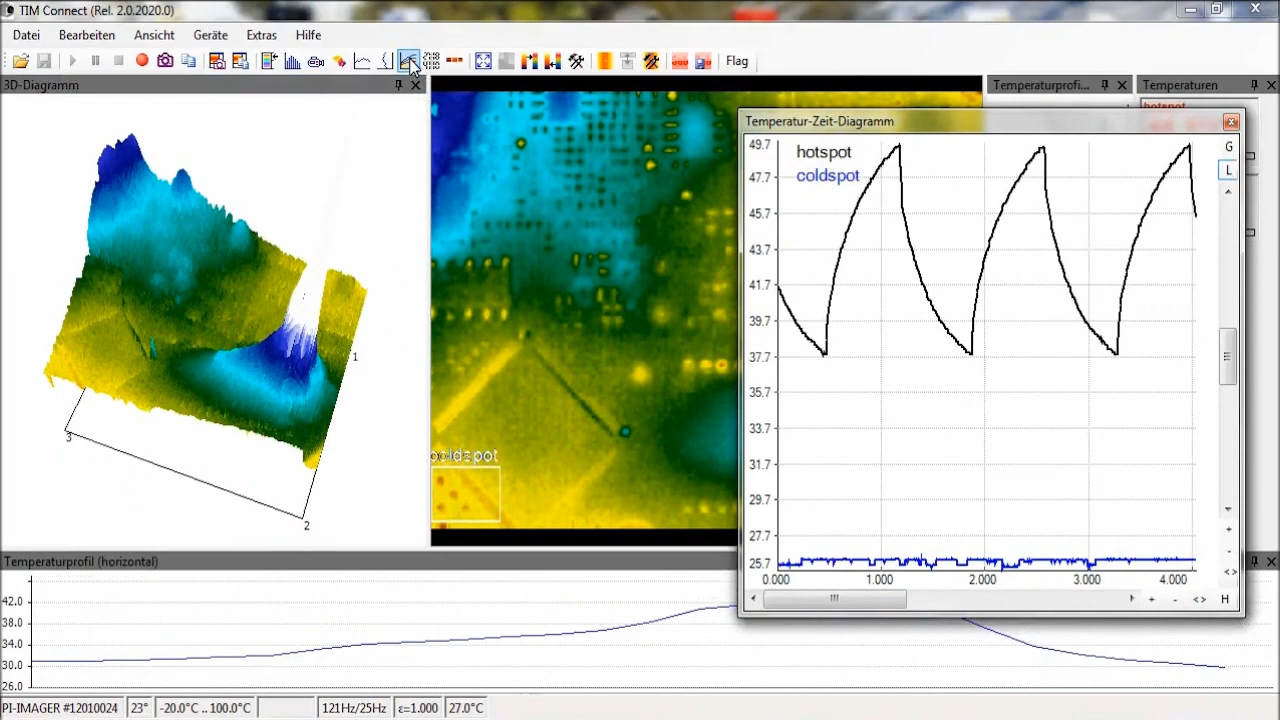 TIM Connect (Rel. 2.0.2020.0)
Datei Bearbeiten Ansicht Geräte Extras Hilfe
Flag
3D-Diagramm
Temperaturprofi...
Temperaturen
hotspot
1
2
3
coldspot
Temperatur-Zeit-Diagramm
hotspot
coldspot
G
L
49.7
47.7
45.7
43.7
41.7
39.7
37.7
35.7
33.7
31.7
29.7
27.7
25.7
0.000 1.000 2.000 3.000 4.000
+ - <> H
+
-
<>
Temperaturprofil (horizontal)
42.0
38.0
34.0
30.0
26.0
PI-IMAGER #12010024 23° -20.0°C .. 100.0°C 121Hz/25Hz ε=1.000 27.0°C